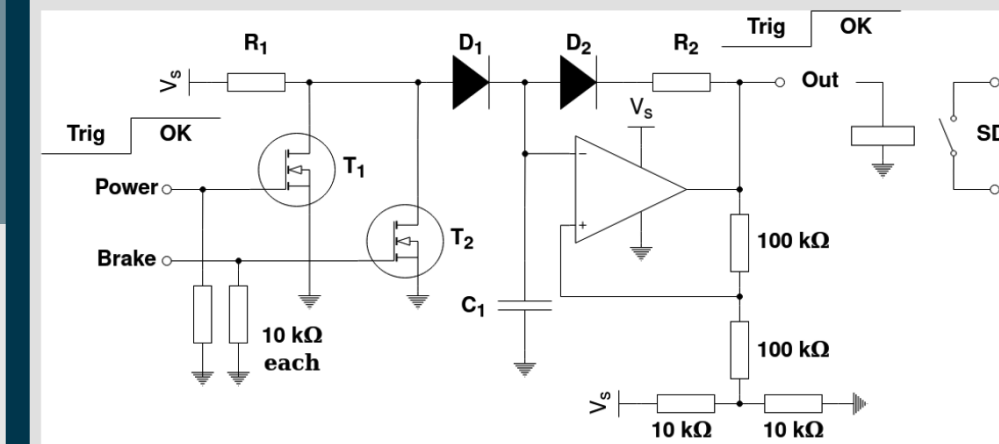 Trig
OK
R1
D1
D2
R2
Vs
Out
Vs
Trig
OK
T1
SD
Power
T2
100 kΩ
Brake
C1
10 kΩ
each
100 kΩ
Vs
10 kΩ
10 kΩ